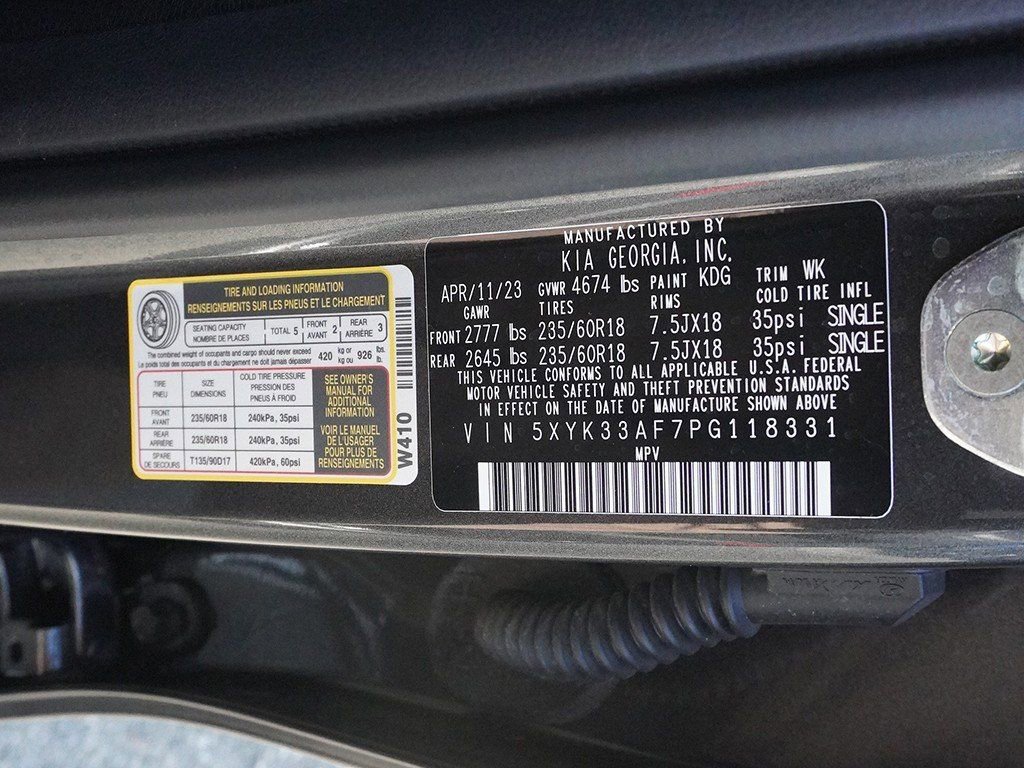 TIRE AND LOADING INFORMATION
RENSEIGNEMENTS SUR LES PNEUS ET LE CHARGEMENT
SEATING CAPACITY
NOMBRE DE PLACES
TOTAL 5
FRONT
AVANT 2
REAR
ARRIÈRE 3
The combined weight of occupants and cargo should never exceed
Le poids total des occupants et du chargement ne doit jamais dépasser
420 kg or
kg ou 926 lbs.
lb.
TIRE
PNEU
SIZE
DIMENSIONS
COLD TIRE PRESSURE
PRESSION DES
PNEUS À FROID
FRONT
AVANT
235/60R18
240kPa, 35psi
REAR
ARRIÈRE
235/60R18
240kPa, 35psi
SPARE
DE SECOURS
T135/90D17
420kPa, 60psi
SEE OWNER'S
MANUAL FOR
ADDITIONAL
INFORMATION
VOIR LE MANUEL
DE L'USAGER
POUR PLUS DE
RENSEIGNEMENTS
W410
MANUFACTURED BY
KIA GEORGIA, INC.
APR/11/23 GVWR 4674 lbs PAINT KDG TRIM WK
GAWR TIRES RIMS COLD TIRE INFL
FRONT 2777 lbs 235/60R18 7.5JX18 35psi SINGLE
REAR 2645 lbs 235/60R18 7.5JX18 35psi SINGLE
THIS VEHICLE CONFORMS TO ALL APPLICABLE U.S.A. FEDERAL
MOTOR VEHICLE SAFETY AND THEFT PREVENTION STANDARDS
IN EFFECT ON THE DATE OF MANUFACTURE SHOWN ABOVE
VIN 5XYK33AF7PG118331
MPV